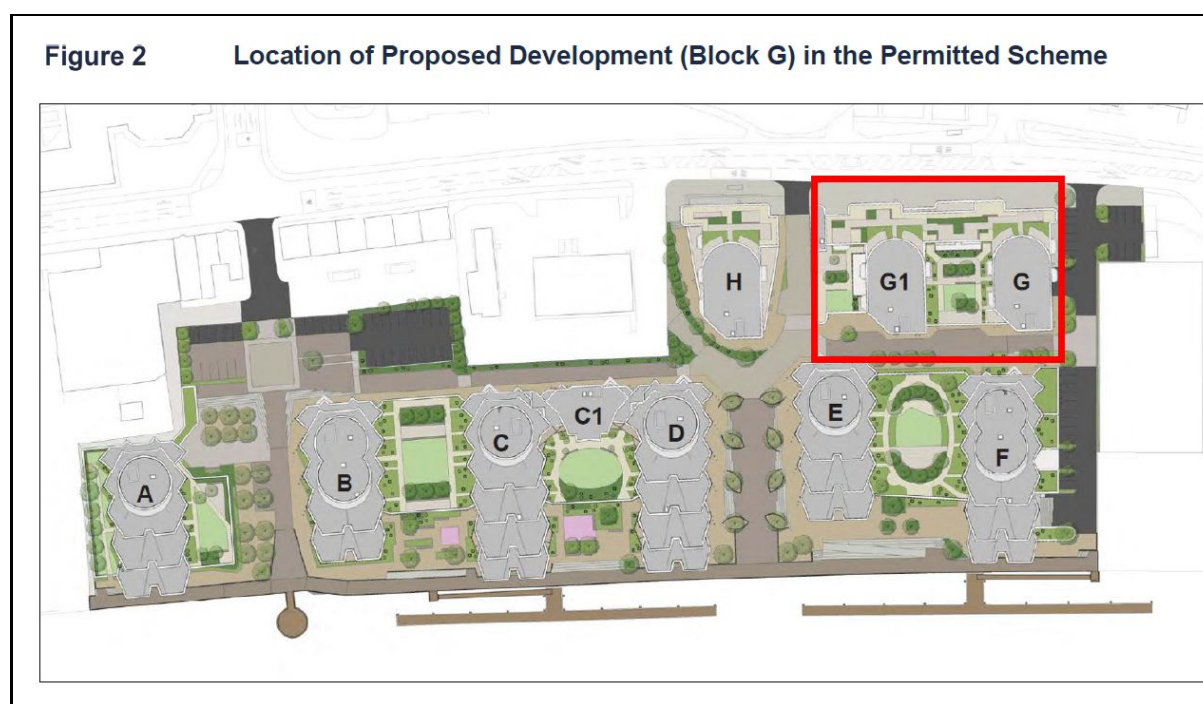 Figure 2 Location of Proposed Development (Block G) in the Permitted Scheme
H
G1
G
E
C1
C
D
F
B
A